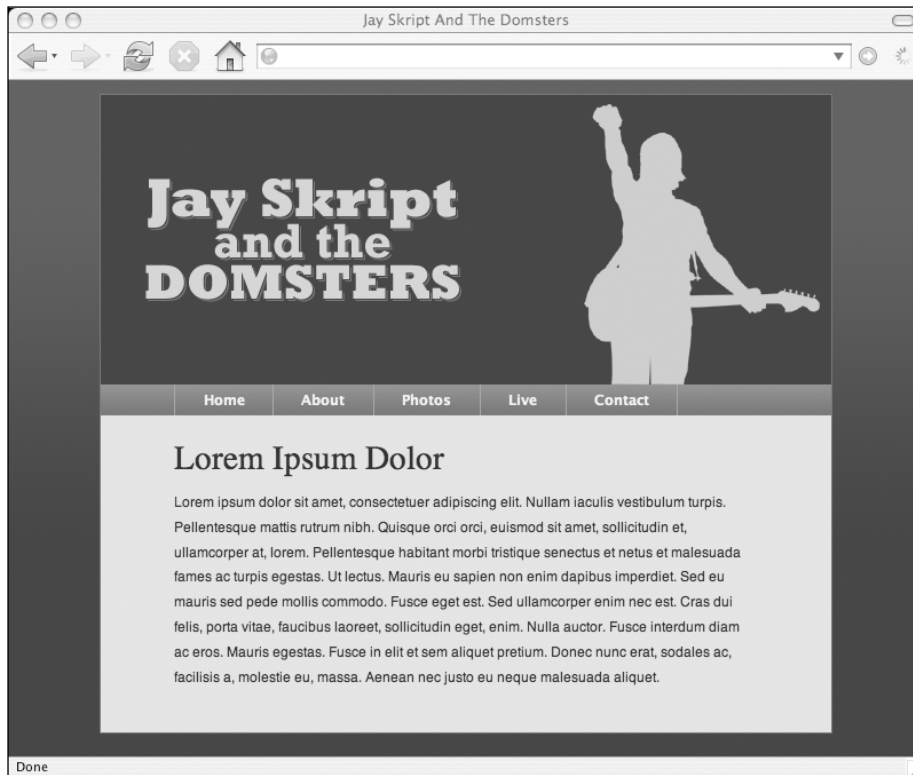 Jay Skript And The Domsters
Jay Skript
and the
DOMSTERS
Home About Photos Live Contact
Lorem Ipsum Dolor
Lorem ipsum dolor sit amet, consectetuer adipiscing elit. Nullam iaculis vestibulum turpis.
Pellentesque mattis rutrum nibh. Quisque orci orci, euismod sit amet, sollicitudin et,
ullamcorper at, lorem. Pellentesque habitant morbi tristique senectus et netus et malesuada
fames ac turpis egestas. Ut lectus. Mauris eu sapien non enim dapibus imperdiet. Sed eu
mauris sed pede mollis commodo. Fusce eget est. Sed ullamcorper enim nec est. Cras dui
felis, porta vitae, faucibus laoreet, sollicitudin eget, enim. Nulla auctor. Fusce interdum diam
ac eros. Mauris egestas. Fusce in elit et sem aliquet pretium. Donec nunc erat, sodales ac,
facilisis a, molestie eu, massa. Aenean nec justo eu neque malesuada aliquet.
Done